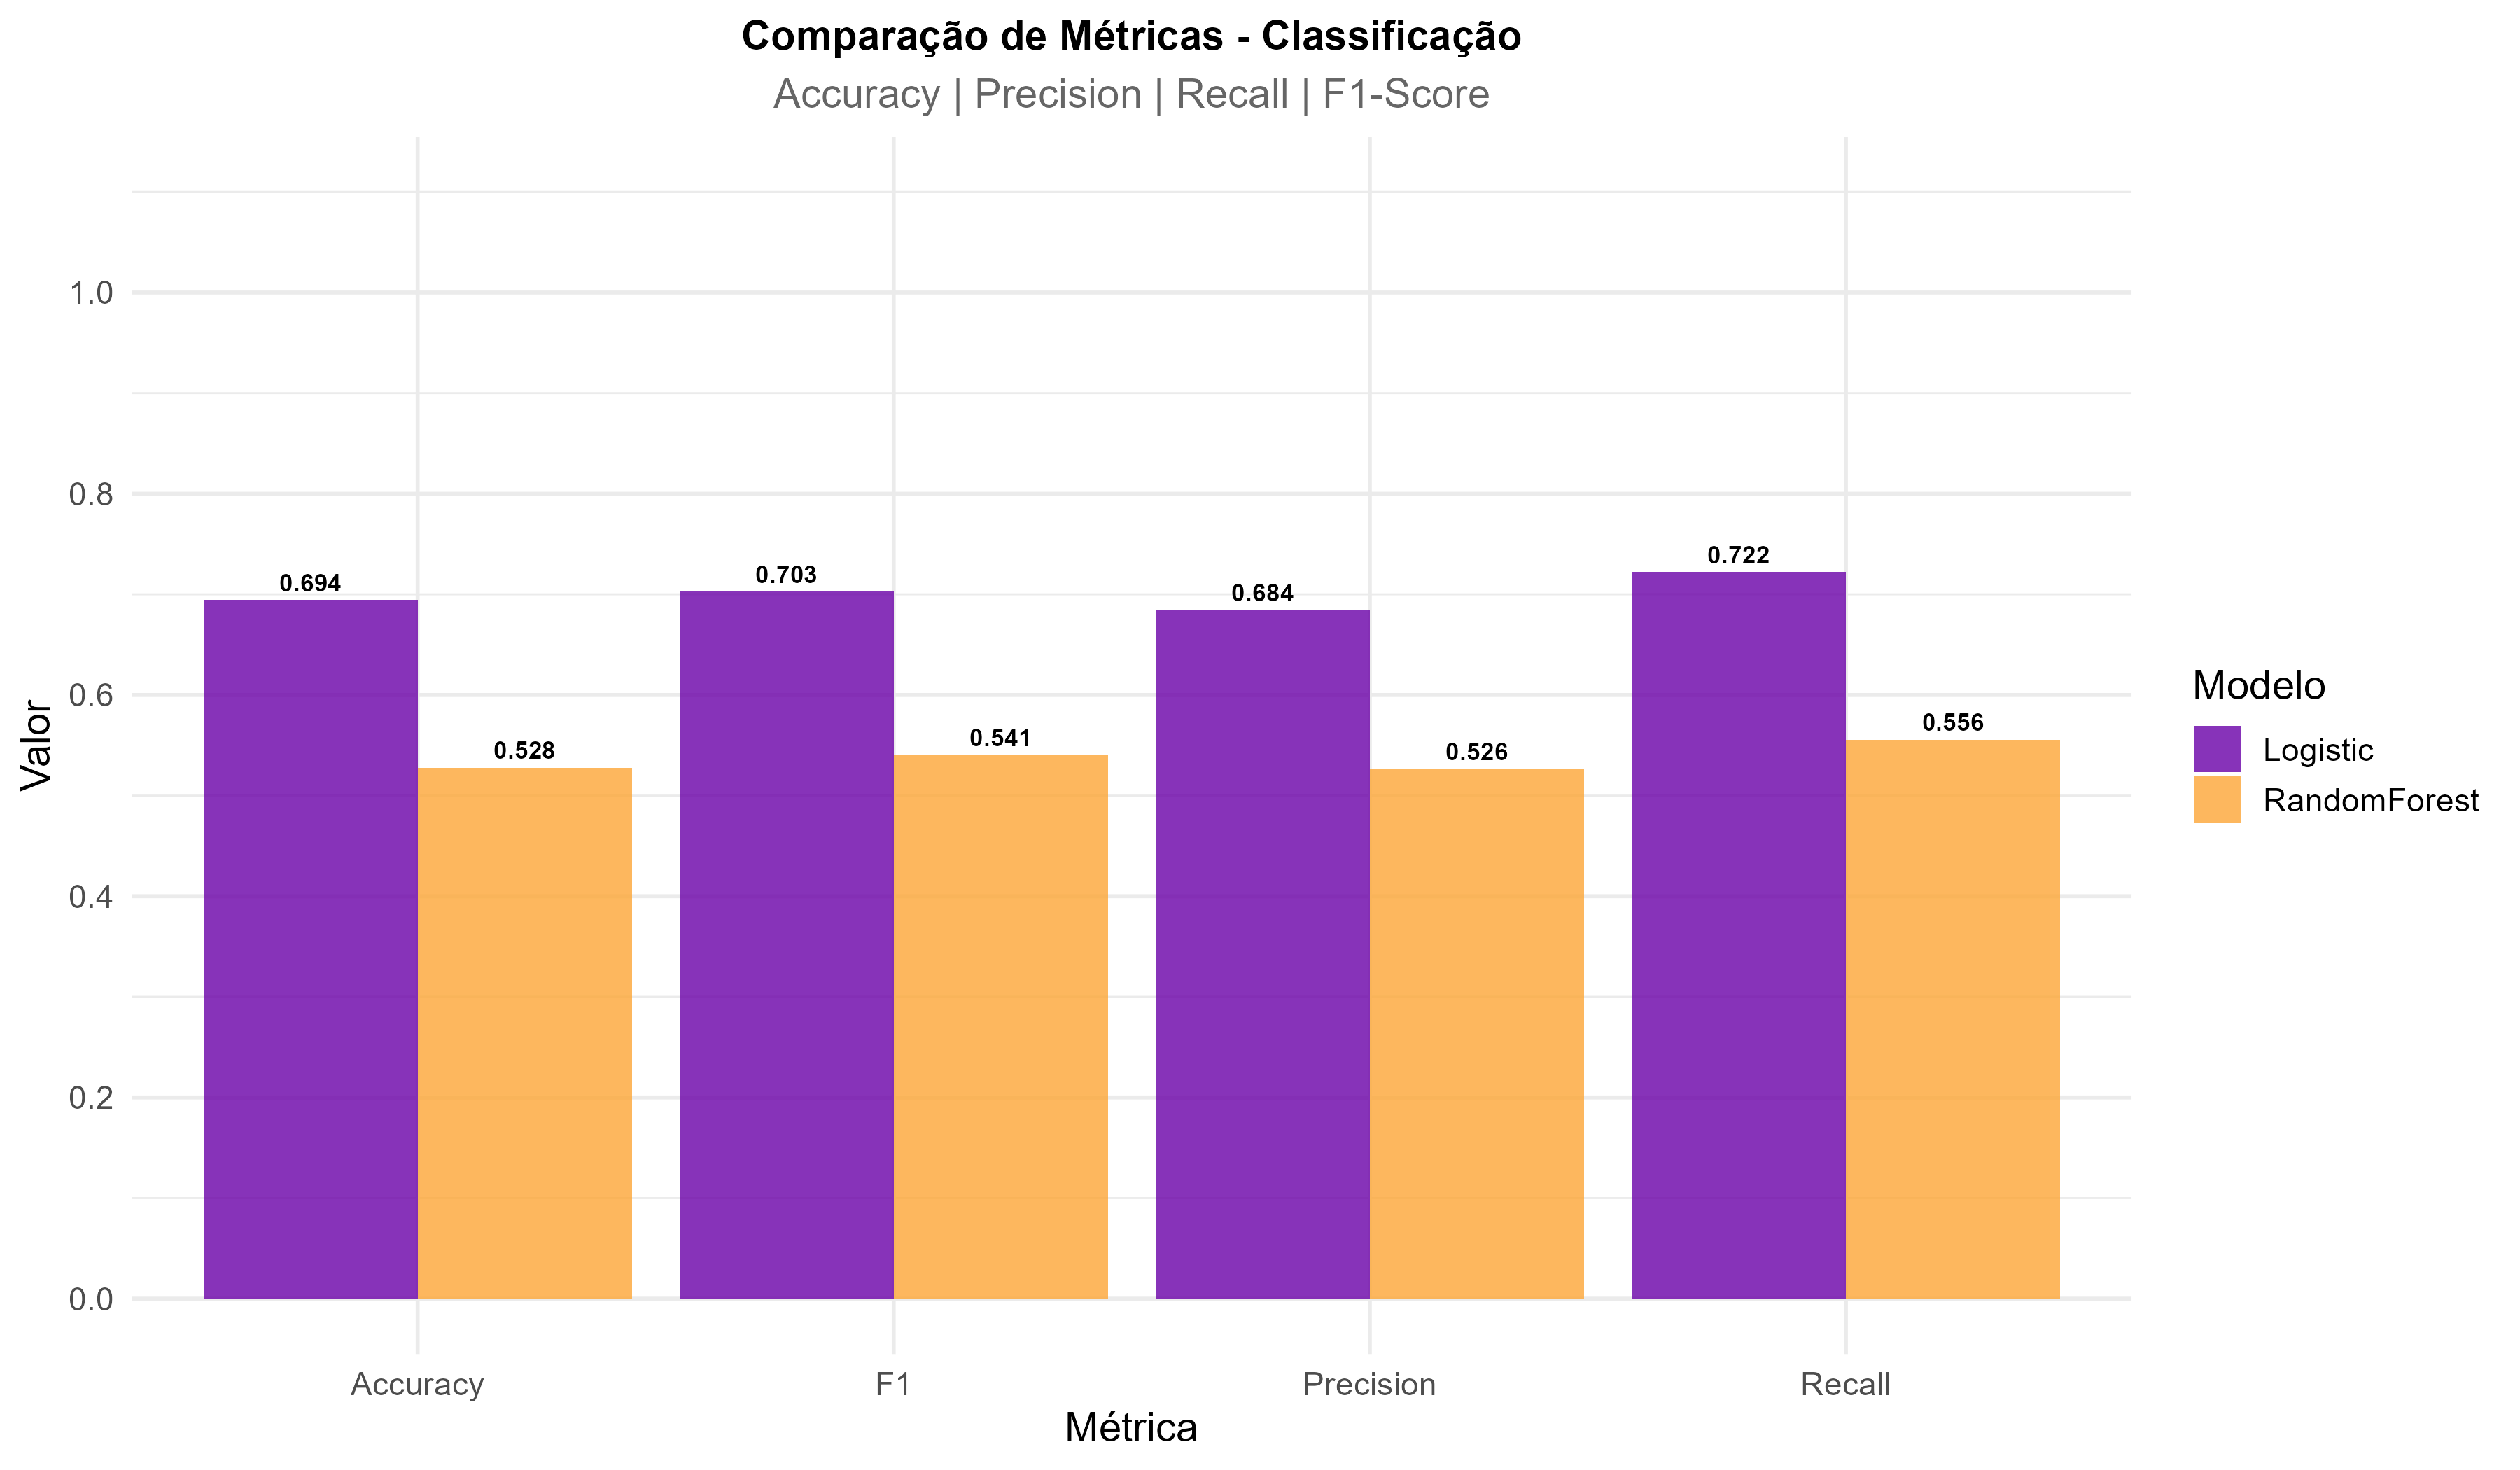 Comparação de Métricas - Classificação
Accuracy | Precision | Recall | F1-Score
Valor
1.0
0.8
0.6
0.4
0.2
0.0
0.694
0.528
0.703
0.541
0.684
0.526
0.722
0.556
Accuracy
F1
Precision
Recall
Métrica
Modelo
Logistic
RandomForest